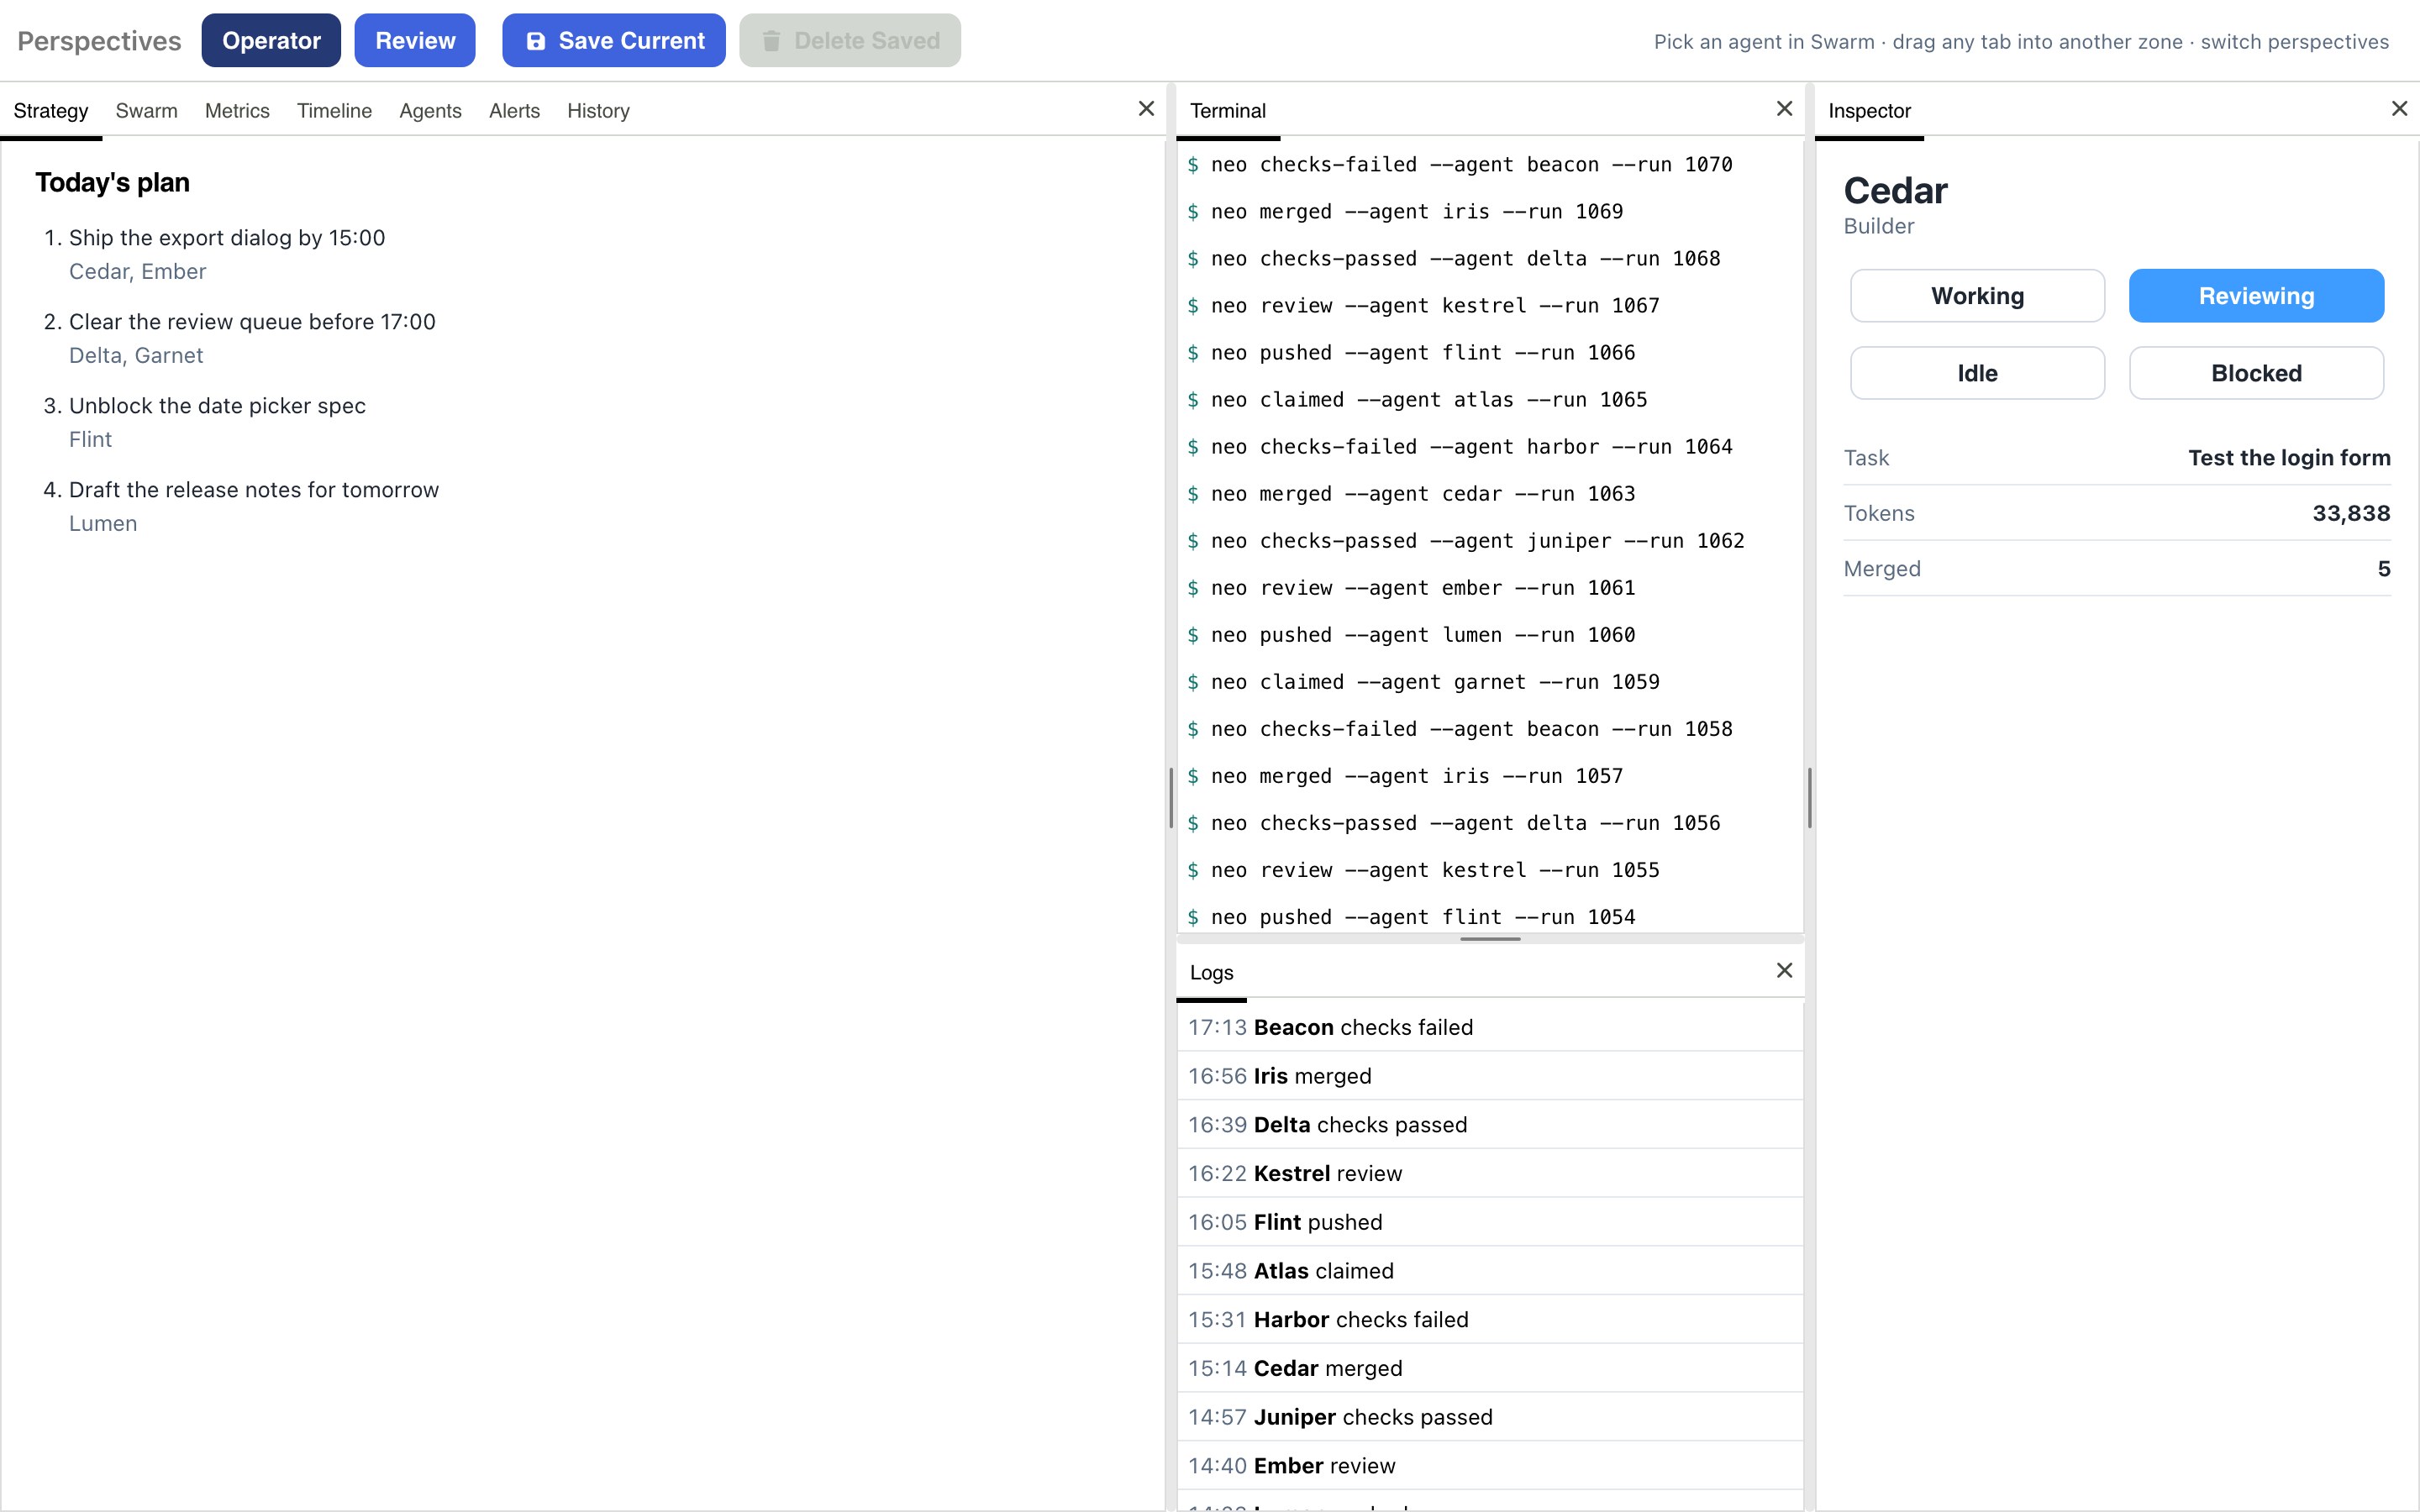 Perspectives Operator Review Save Current Delete Saved Pick an agent in Swarm · drag any tab into another zone · switch perspectives
Strategy Swarm Metrics Timeline Agents Alerts History
Today's plan
1. Ship the export dialog by 15:00
Cedar, Ember
2. Clear the review queue before 17:00
Delta, Garnet
3. Unblock the date picker spec
Flint
4. Draft the release notes for tomorrow
Lumen
Terminal
$ neo checks-failed --agent beacon --run 1070
$ neo merged --agent iris --run 1069
$ neo checks-passed --agent delta --run 1068
$ neo review --agent kestrel --run 1067
$ neo pushed --agent flint --run 1066
$ neo claimed --agent atlas --run 1065
$ neo checks-failed --agent harbor --run 1064
$ neo merged --agent cedar --run 1063
$ neo checks-passed --agent juniper --run 1062
$ neo review --agent ember --run 1061
$ neo pushed --agent lumen --run 1060
$ neo claimed --agent garnet --run 1059
$ neo checks-failed --agent beacon --run 1058
$ neo merged --agent iris --run 1057
$ neo checks-passed --agent delta --run 1056
$ neo review --agent kestrel --run 1055
$ neo pushed --agent flint --run 1054
Logs
17:13 Beacon checks failed
16:56 Iris merged
16:39 Delta checks passed
16:22 Kestrel review
16:05 Flint pushed
15:48 Atlas claimed
15:31 Harbor checks failed
15:14 Cedar merged
14:57 Juniper checks passed
14:40 Ember review
Inspector
Cedar
Builder
Working Reviewing
Idle Blocked
Task Test the login form
Tokens 33,838
Merged 5